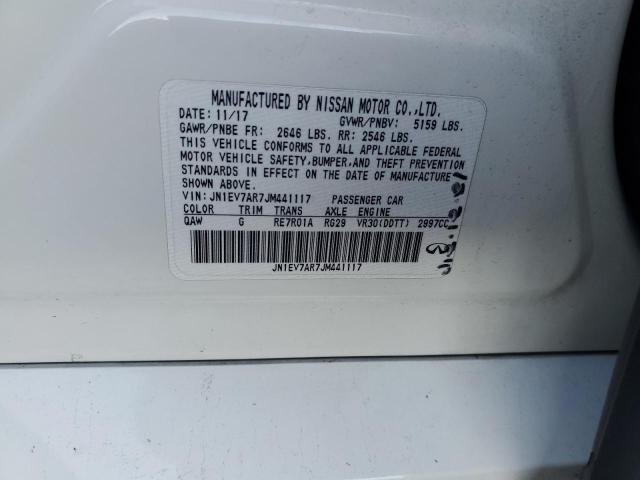 MANUFACTURED BY NISSAN MOTOR CO.,LTD.
DATE: 11/17 GVWR/PNBV: 5159 LBS.
GAWR/PNBE FR: 2646 LBS. RR: 2546 LBS.
THIS VEHICLE CONFORMS TO ALL APPLICABLE FEDERAL
MOTOR VEHICLE SAFETY,BUMPER,AND THEFT PREVENTION
STANDARDS IN EFFECT ON THE DATE OF MANUFACTURE
SHOWN ABOVE.
VIN: JN1EV7AR7JM441117 PASSENGER CAR
COLOR TRIM TRANS AXLE ENGINE
QAW G RE7R01A RG29 VR30(DDTT) 2997CC
JN1EV7AR7JM441117